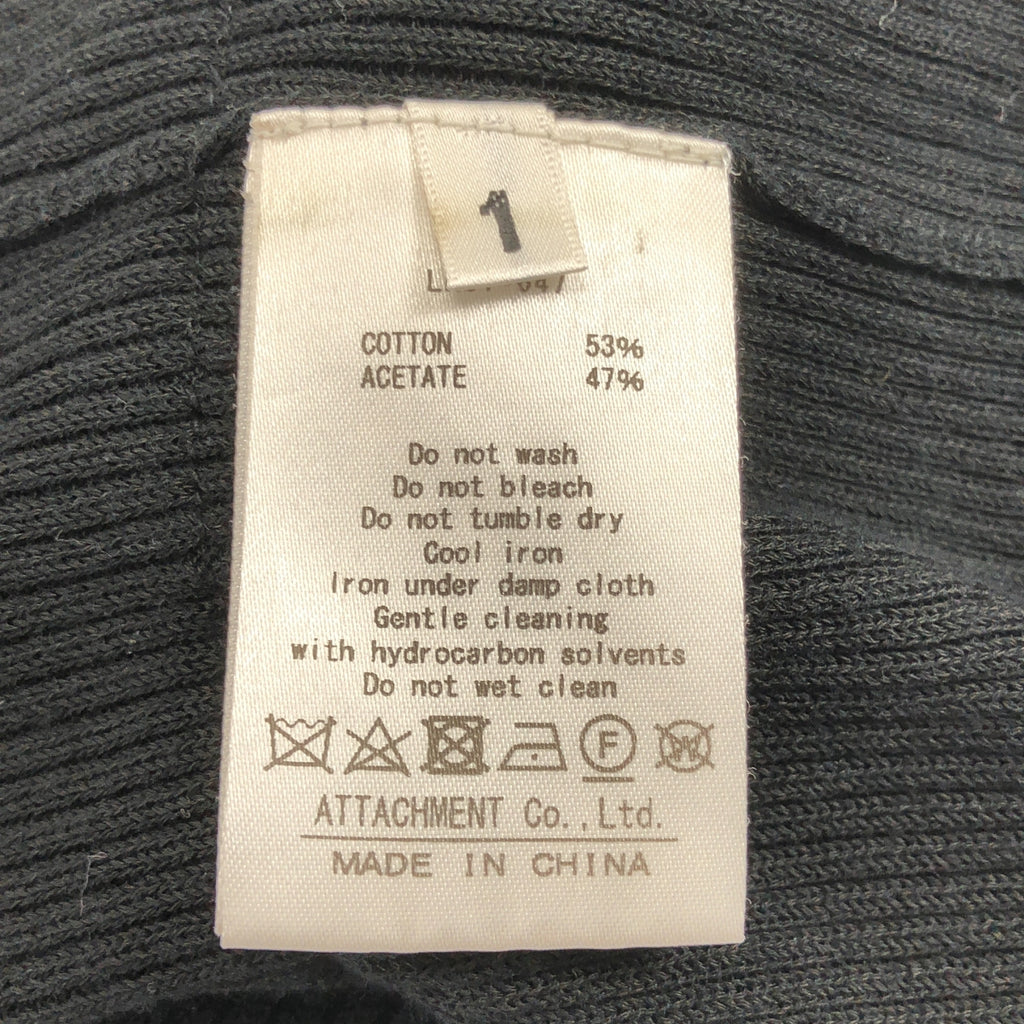 1
COTTON 53%
ACETATE 47%
Do not wash
Do not bleach
Do not tumble dry
Cool iron
Iron under damp cloth
Gentle cleaning
with hydrocarbon solvents
Do not wet clean
F W
ATTACHMENT Co.,Ltd.
MADE IN CHINA